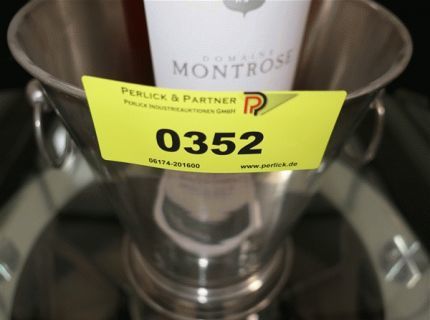 DOMAINE
MONTROSE
PERLICK & PARTNER
PERLICK INDUSTRIEAUKTIONEN GMBH
0352
06174-201600 www.perlick.de